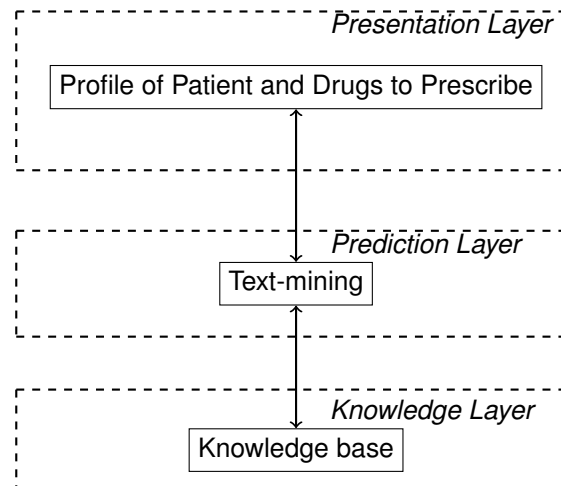 Presentation Layer
Profile of Patient and Drugs to Prescribe
Prediction Layer
Text-mining
Knowledge Layer
Knowledge base